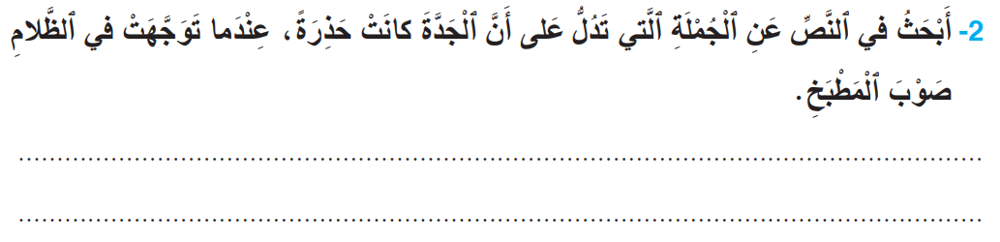 2- أَبْحَثُ في ٱلنَّصِّ عَنِ ٱلْجُمْلَةِ ٱلَّتي تَدُلُّ عَلى أَنَّ ٱلْجَدَّةَ كانَتْ حَذِرَةً، عِنْدَما تَوَجَّهَتْ في ٱلظَّلامِ
صَوْبَ ٱلْمَطْبَخِ.